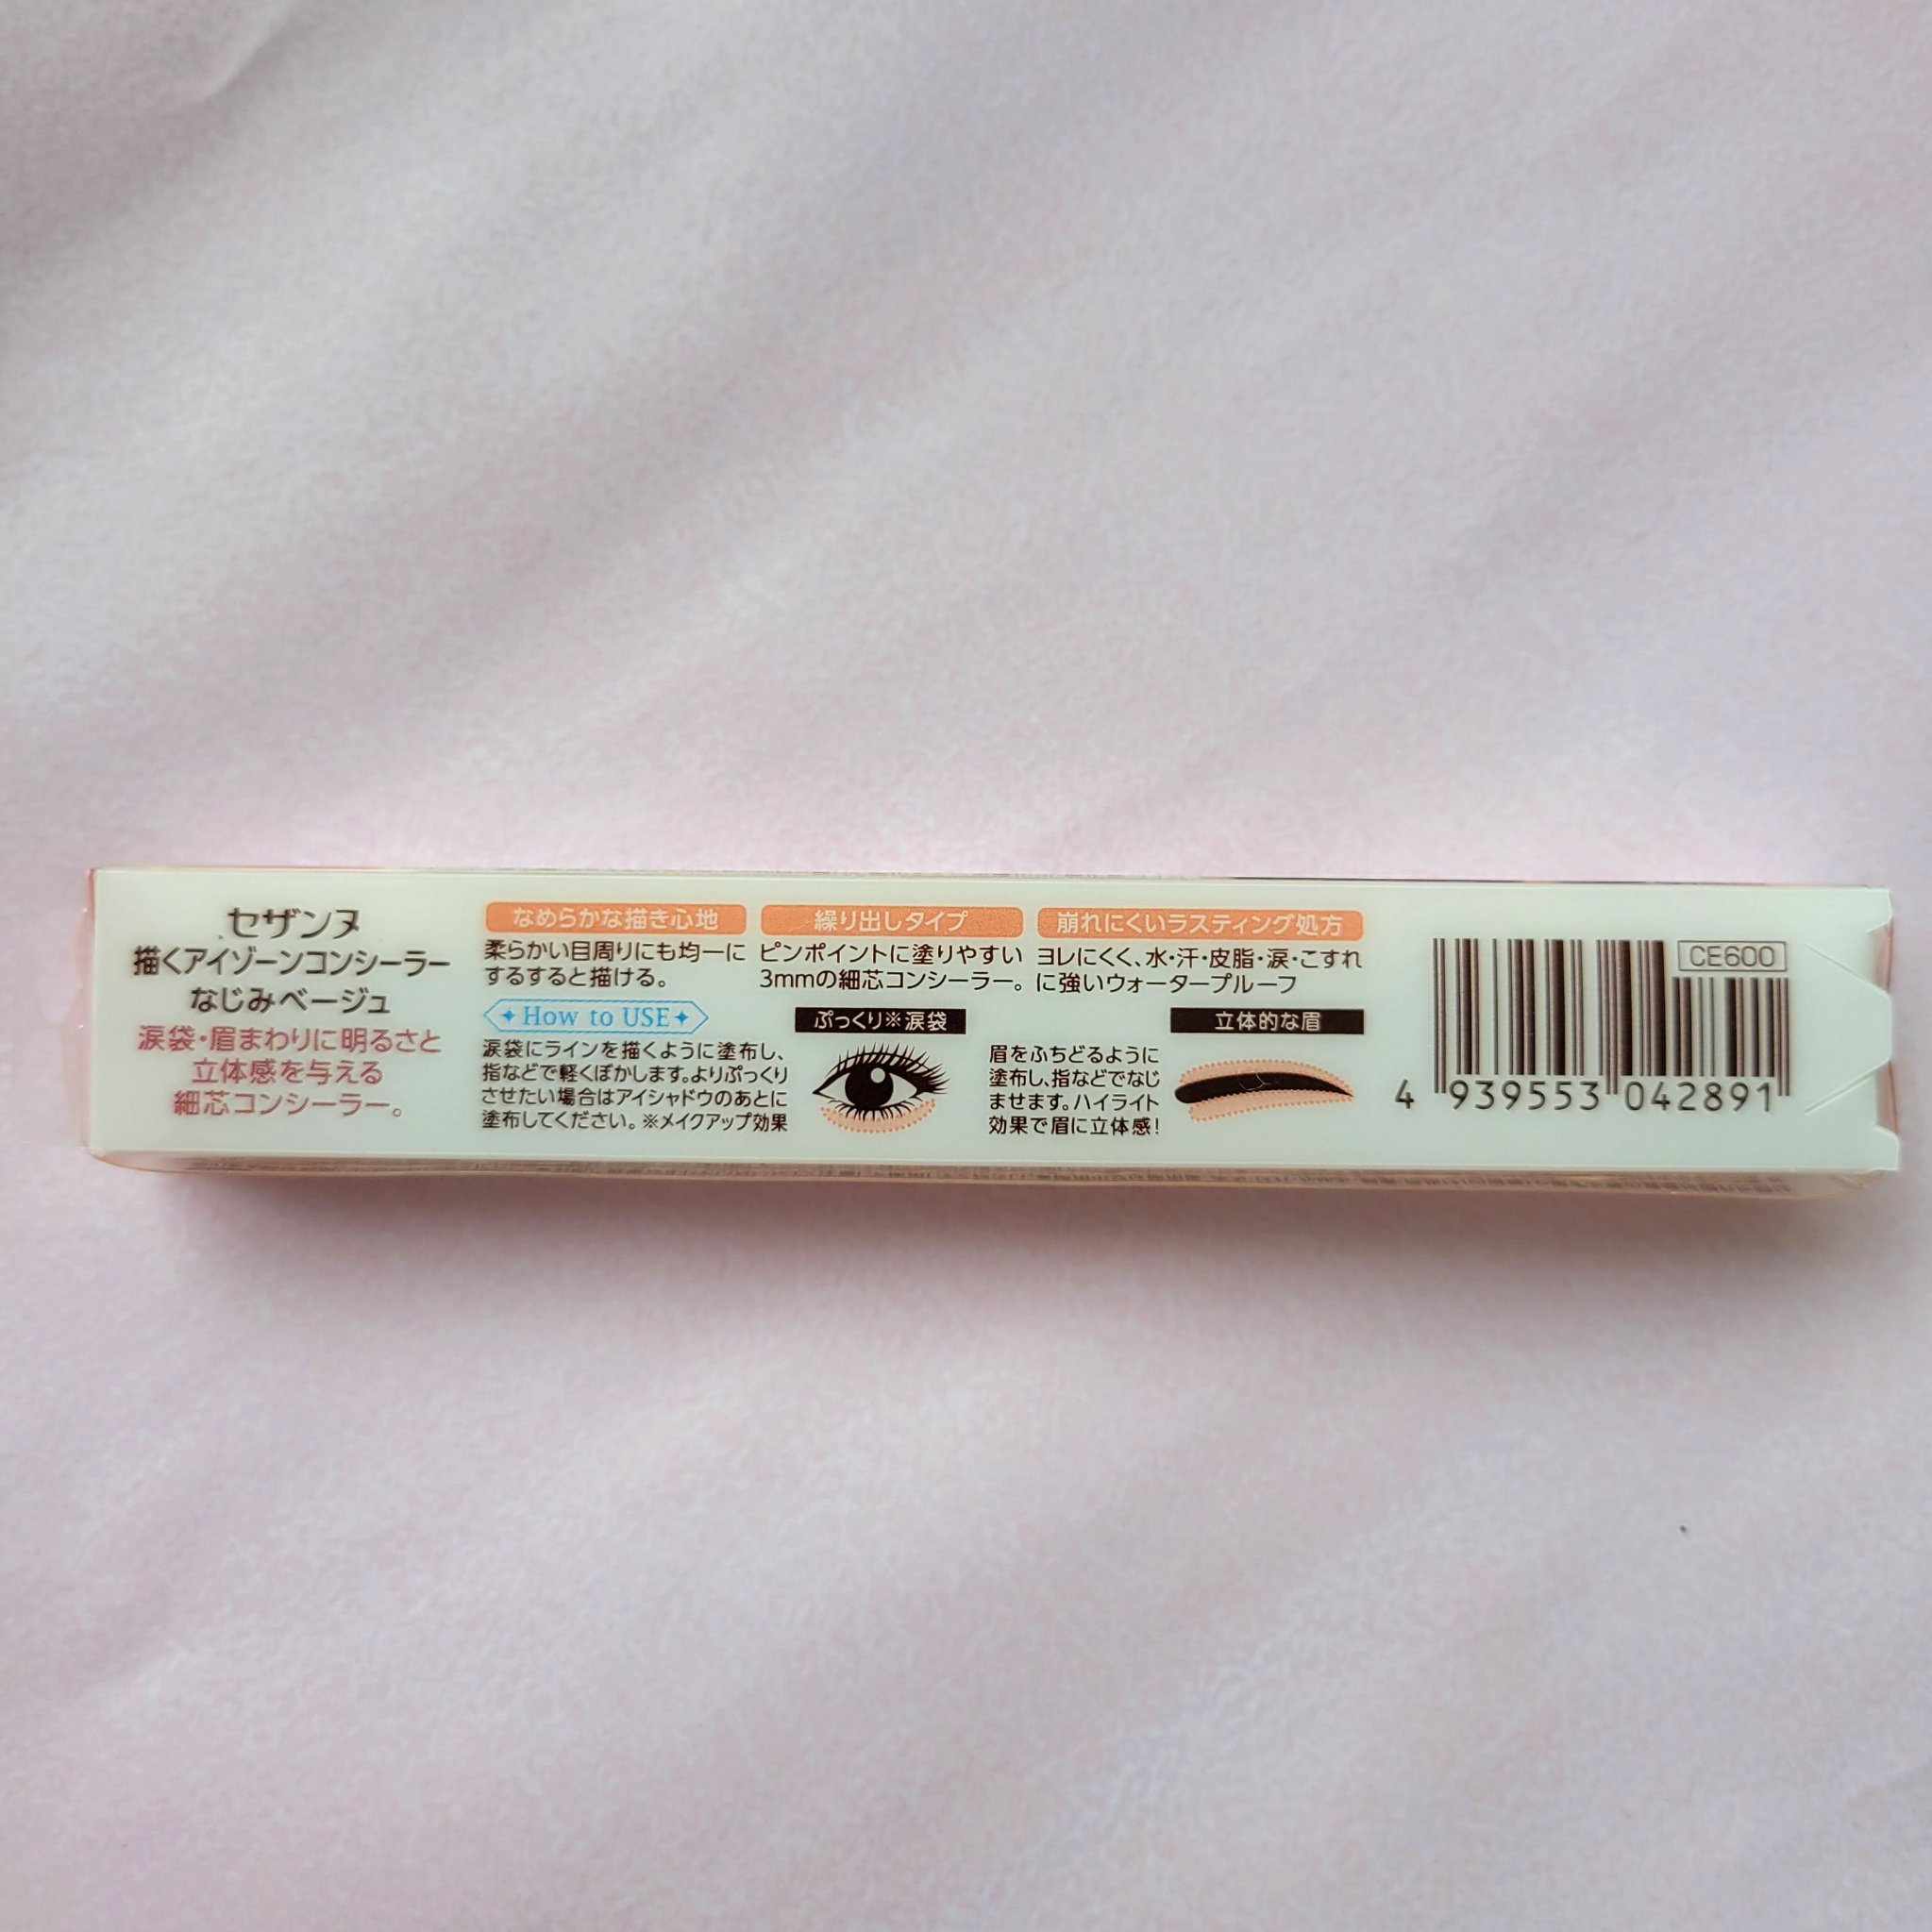 セザンヌ
描くアイゾーンコンシーラー
なじみベージュ
涙袋・眉まわりに明るさと
立体感を与える
細芯コンシーラー。
なめらかな描き心地
柔らかい目周りにも均一に
するすると描ける。
繰り出しタイプ
ピンポイントに塗りやすい
3mmの細芯コンシーラー。
崩れにくいラスティング処方
ヨレにくく、水・汗・皮脂・涙・こすれ
に強いウォータープルーフ
How to USE
涙袋にラインを描くように塗布し、
指などで軽くぼかします。よりぷっくり
させたい場合はアイシャドウのあとに
塗布してください。※メイクアップ効果
ぷっくり※涙袋
眉をふちどるように
塗布し、指などでなじ
ませます。ハイライト
効果で眉に立体感!
立体的な眉
CE600
4 939553 042891